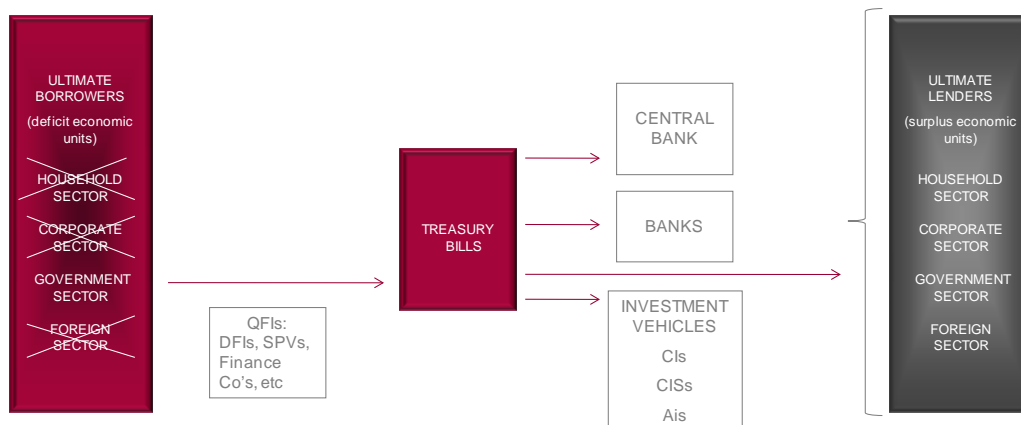 ULTIMATE
BORROWERS
(deficit economic
units)
HOUSEHOLD
SECTOR
CORPORATE
SECTOR
GOVERNMENT
SECTOR
FOREIGN
SECTOR
QFIs:
DFIs, SPVs,
Finance
Co's, etc
TREASURY
BILLS
CENTRAL
BANK
BANKS
INVESTMENT
VEHICLES
CIs
CISs
Ais
ULTIMATE
LENDERS
(surplus economic
units)
HOUSEHOLD
SECTOR
CORPORATE
SECTOR
GOVERNMENT
SECTOR
FOREIGN
SECTOR